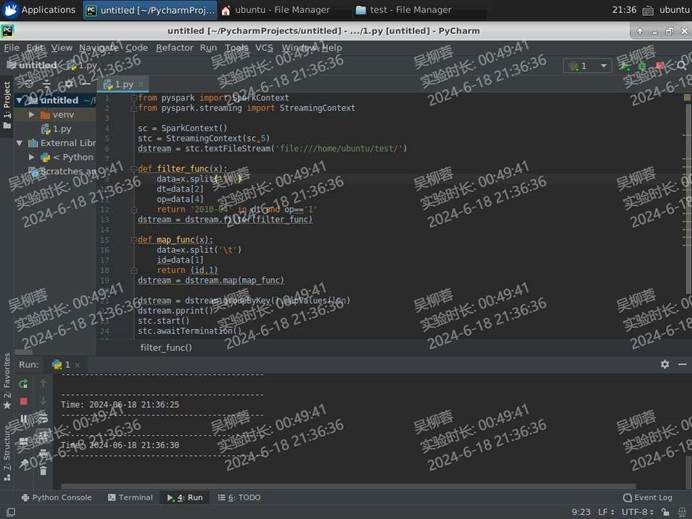 Applications
untitled [~/PycharmProj...
ubuntu - File Manager
test - File Manager
21:36
ubuntu
untitled [~/PycharmProjects/untitled] - .../1.py [untitled] - PyCharm
File Edit View Navigate Code Refactor Run Tools VCS Window Help
untitled
1.py
1
1: Project
untitled
venv
1.py
External Libr
< Python
Scratches an
1.py
from pyspark import SparkContext
from pyspark.streaming import StreamingContext
sc = SparkContext()
stc = StreamingContext(sc,5)
dstream = stc.textFileStream('file:///home/ubuntu/test/')
def filter_func(x):
data=x.split('\t')
dt=data[2]
op=data[4]
in dt and op=='1'
dstream = dstream.filter(filter_func)
def map_func(x):
data=x.split('\t')
id=data[1]
return (id,1)
dstream = dstream.map(map_func)
dstream = dstream.groupByKey().mapValues(len)
dstream.pprint()
stc.start()
stc.awaitTermination()
filter_func()
Run:
1
Time: 2024-06-18 21:36:25
Time: 2024-06-18 21:36:30
2: Favorites
7: Structure
Python Console
Terminal
4: Run
6: TODO
Event Log
9:23 LF UTF-8
吴柳蓉
实验时长: 00:49:41
2024-6-18 21:36:36